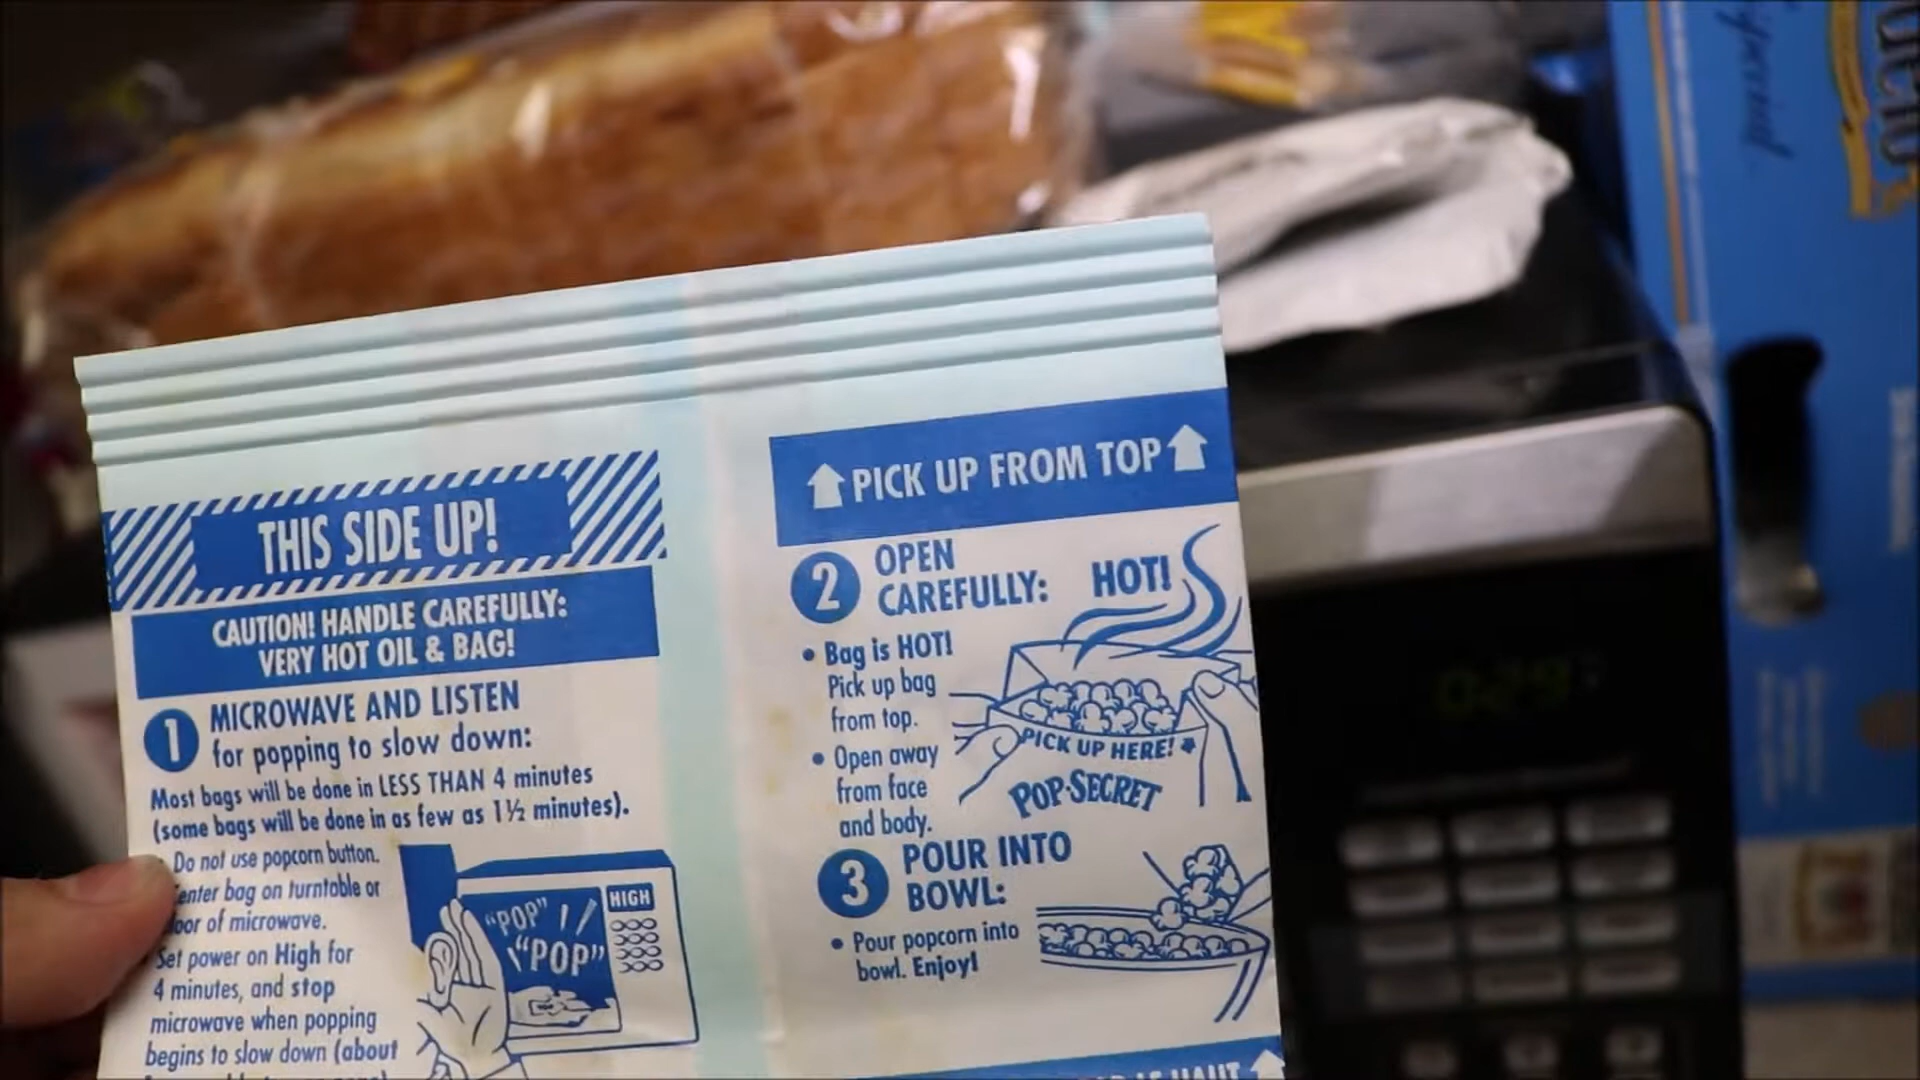 THIS SIDE UP!
CAUTION! HANDLE CAREFULLY:
VERY HOT OIL & BAG!
1 MICROWAVE AND LISTEN
for popping to slow down:
Most bags will be done in LESS THAN 4 minutes
(some bags will be done in as few as 1½ minutes).
Do not use popcorn button.
enter bag on turntable or
oor of microwave.
Set power on High for
4 minutes, and stop
microwave when popping
begins to slow down (about
"POP"
"POP"
HIGH
PICK UP FROM TOP
2 OPEN
CAREFULLY:
HOT!
• Bag is HOT!
Pick up bag
from top.
• Open away
from face
and body.
PICK UP HERE!
POP·SECRET
3 POUR INTO
BOWL:
• Pour popcorn into
bowl. Enjoy!
HAUT